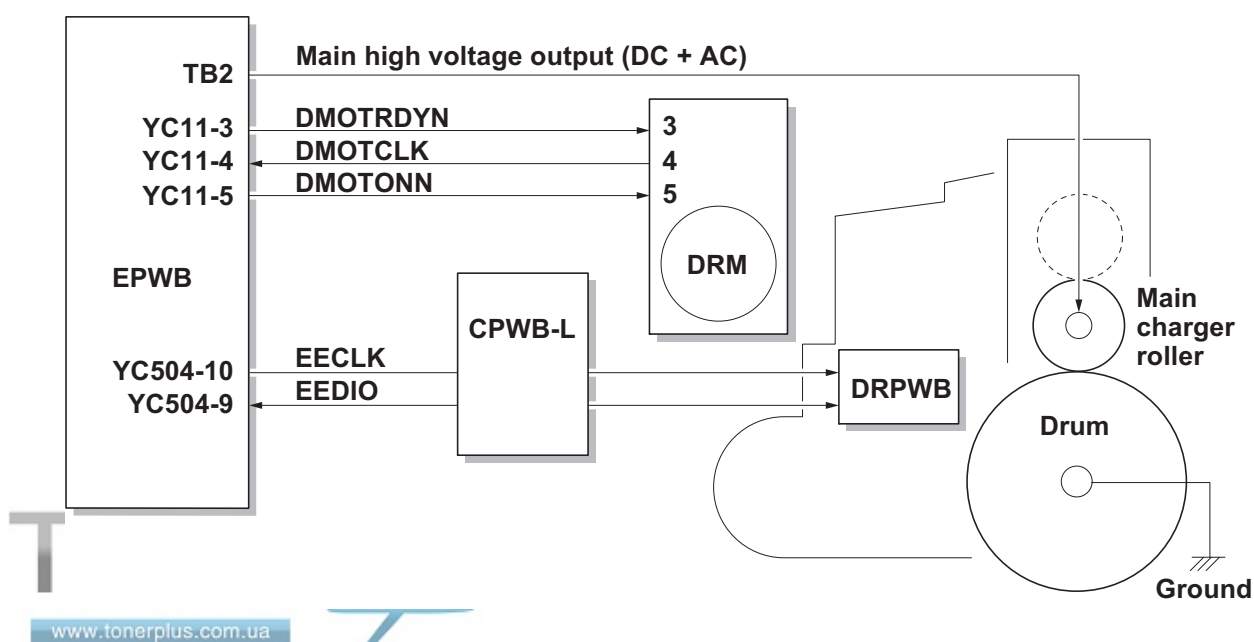 Main high voltage output (DC + AC)
TB2
YC11-3 DMOTRDYN 3
YC11-4 DMOTCLK 4
YC11-5 DMOTONN 5
DRM
EPWB
CPWB-L
Main
charger
roller
YC504-10 EECLK
YC504-9 EEDIO
DRPWB
Drum
Ground
T
www.tonerplus.com.ua